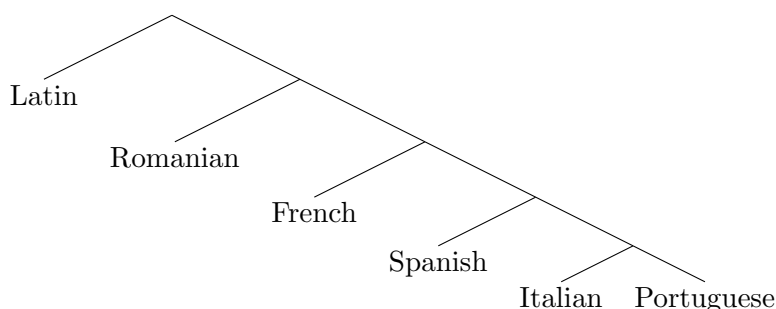 Latin
Romanian
French
Spanish
Italian Portuguese